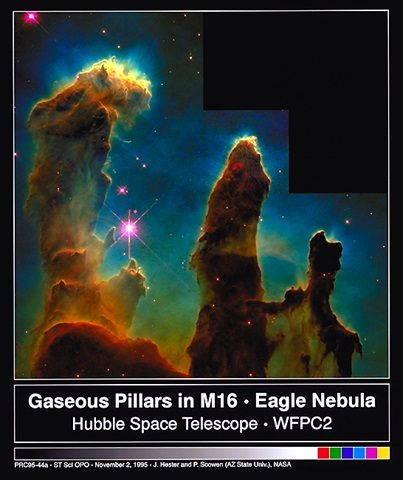 Gaseous Pillars in M16 • Eagle Nebula
Hubble Space Telescope • WFPC2
PRC95-44a • ST ScI OPO • November 2, 1995 • J. Hester and P. Scowen (AZ State Univ.), NASA